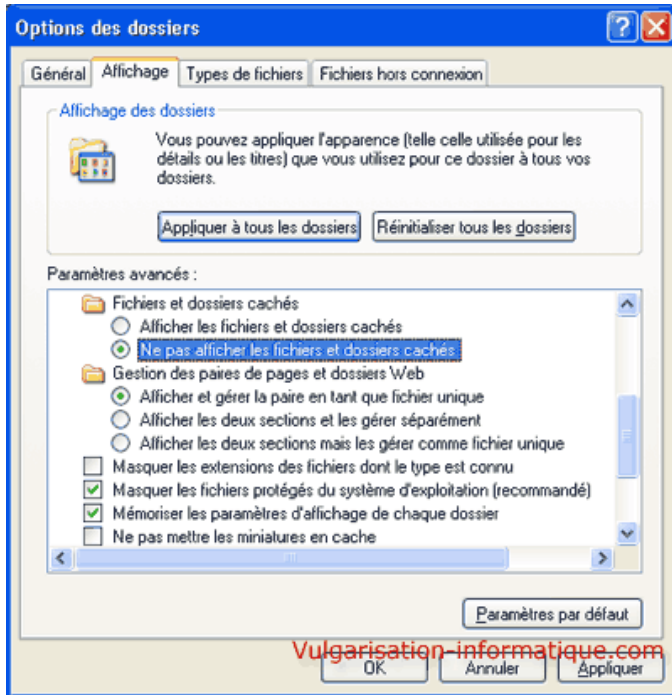 Options des dossiers
Général
Affichage
Types de fichiers
Fichiers hors connexion
Affichage des dossiers
Vous pouvez appliquer l'apparence (telle celle utilisée pour les
détails ou les titres) que vous utilisez pour ce dossier à tous vos
dossiers.
Appliquer à tous les dossiers
Réinitialiser tous les dossiers
Paramètres avancés :
Fichiers et dossiers cachés
Afficher les fichiers et dossiers cachés
Ne pas afficher les fichiers et dossiers cachés
Gestion des paires de pages et dossiers Web
Afficher et gérer la paire en tant que fichier unique
Afficher les deux sections et les gérer séparément
Afficher les deux sections mais les gérer comme fichier unique
Masquer les extensions des fichiers dont le type est connu
Masquer les fichiers protégés du système d'exploitation (recommandé)
Mémoriser les paramètres d'affichage de chaque dossier
Ne pas mettre les miniatures en cache
Paramètres par défaut
Vulgarisation-informatique.com
OK
Annuler
Appliquer